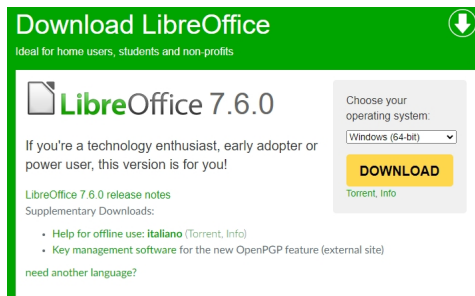 Download LibreOffice
Ideal for home users, students and non-profits
LibreOffice 7.6.0
If you're a technology enthusiast, early adopter or
power user, this version is for you!
LibreOffice 7.6.0 release notes
Supplementary Downloads:
Help for offline use: italiano (Torrent, Info)
Key management software for the new OpenPGP feature (external site)
need another language?
Choose your
operating system:
Windows (64-bit)
DOWNLOAD
Torrent, Info